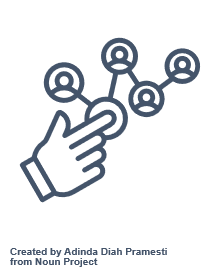 Created by Adinda Diah Pramesti
from Noun Project